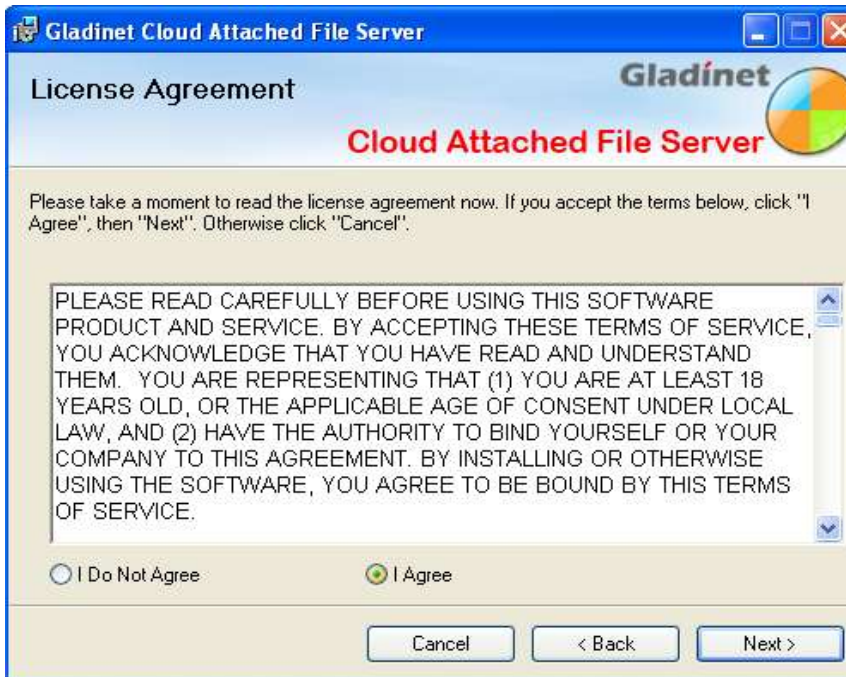 Gladinet Cloud Attached File Server
License Agreement
Gladinet
Cloud Attached File Server
Please take a moment to read the license agreement now. If you accept the terms below, click "I
Agree", then "Next". Otherwise click "Cancel".
PLEASE READ CAREFULLY BEFORE USING THIS SOFTWARE
PRODUCT AND SERVICE. BY ACCEPTING THESE TERMS OF SERVICE,
YOU ACKNOWLEDGE THAT YOU HAVE READ AND UNDERSTAND
THEM.  YOU ARE REPRESENTING THAT (1) YOU ARE AT LEAST 18
YEARS OLD, OR THE APPLICABLE AGE OF CONSENT UNDER LOCAL
LAW, AND (2) HAVE THE AUTHORITY TO BIND YOURSELF OR YOUR
COMPANY TO THIS AGREEMENT. BY INSTALLING OR OTHERWISE
USING THE SOFTWARE, YOU AGREE TO BE BOUND BY THIS TERMS
OF SERVICE.
I Do Not Agree
I Agree
Cancel
< Back
Next >